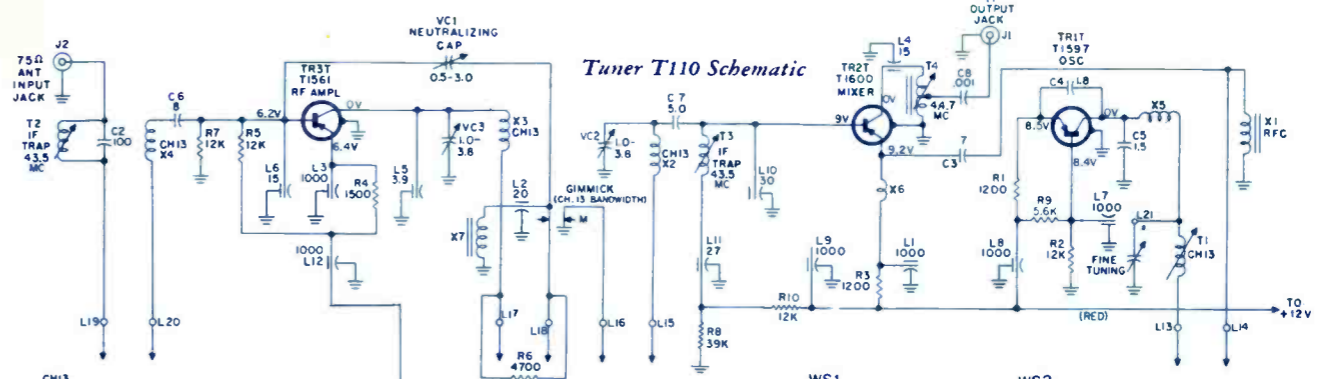 OUTPUT
JACK
J1
VC1
NEUTRALIZING
CAP
0.5-3.0
Tuner T110 Schematic
J2
75Ω
ANT
INPUT
JACK
T2
IF
TRAP
43.5
MC
C2
100
C6
8
CH13
X4
R7
12K
R5
12K
6.2V
TR3T
T1561
RF AMPL
0V
6.4V
L6
15
L3
1000
R4
1500
L5
3.9
VC3
1.0-
3.8
X3
CH13
1000
L12
X7
L2
20
GIMMICK
(CH. 13 BANDWIDTH)
M
VC2
1.0-
3.8
C7
5.0
CH13
X2
T3
IF
TRAP
43.5
MC
L10
30
L11
27
R8
39K
R10
12K
L9
1000
L4
15
TR2T
T1600
MIXER
9V
0V
9.2V
T4
44.7
MC
C8
.001
7
C3
X6
L1
1000
R3
1200
TR1T
T1597
OSC
C4
L8
8.5V
0V
8.4V
X5
C5
1.5
R1
1200
R9
5.6K
L7
1000
L8
1000
R2
12K
L21
FINE
TUNING
T1
CH13
X1
RFC
(RED)
TO
+12V
L19
L20
L17
L18
L16
L15
L13
L14
R6
4700
CH13
WS1
WS2